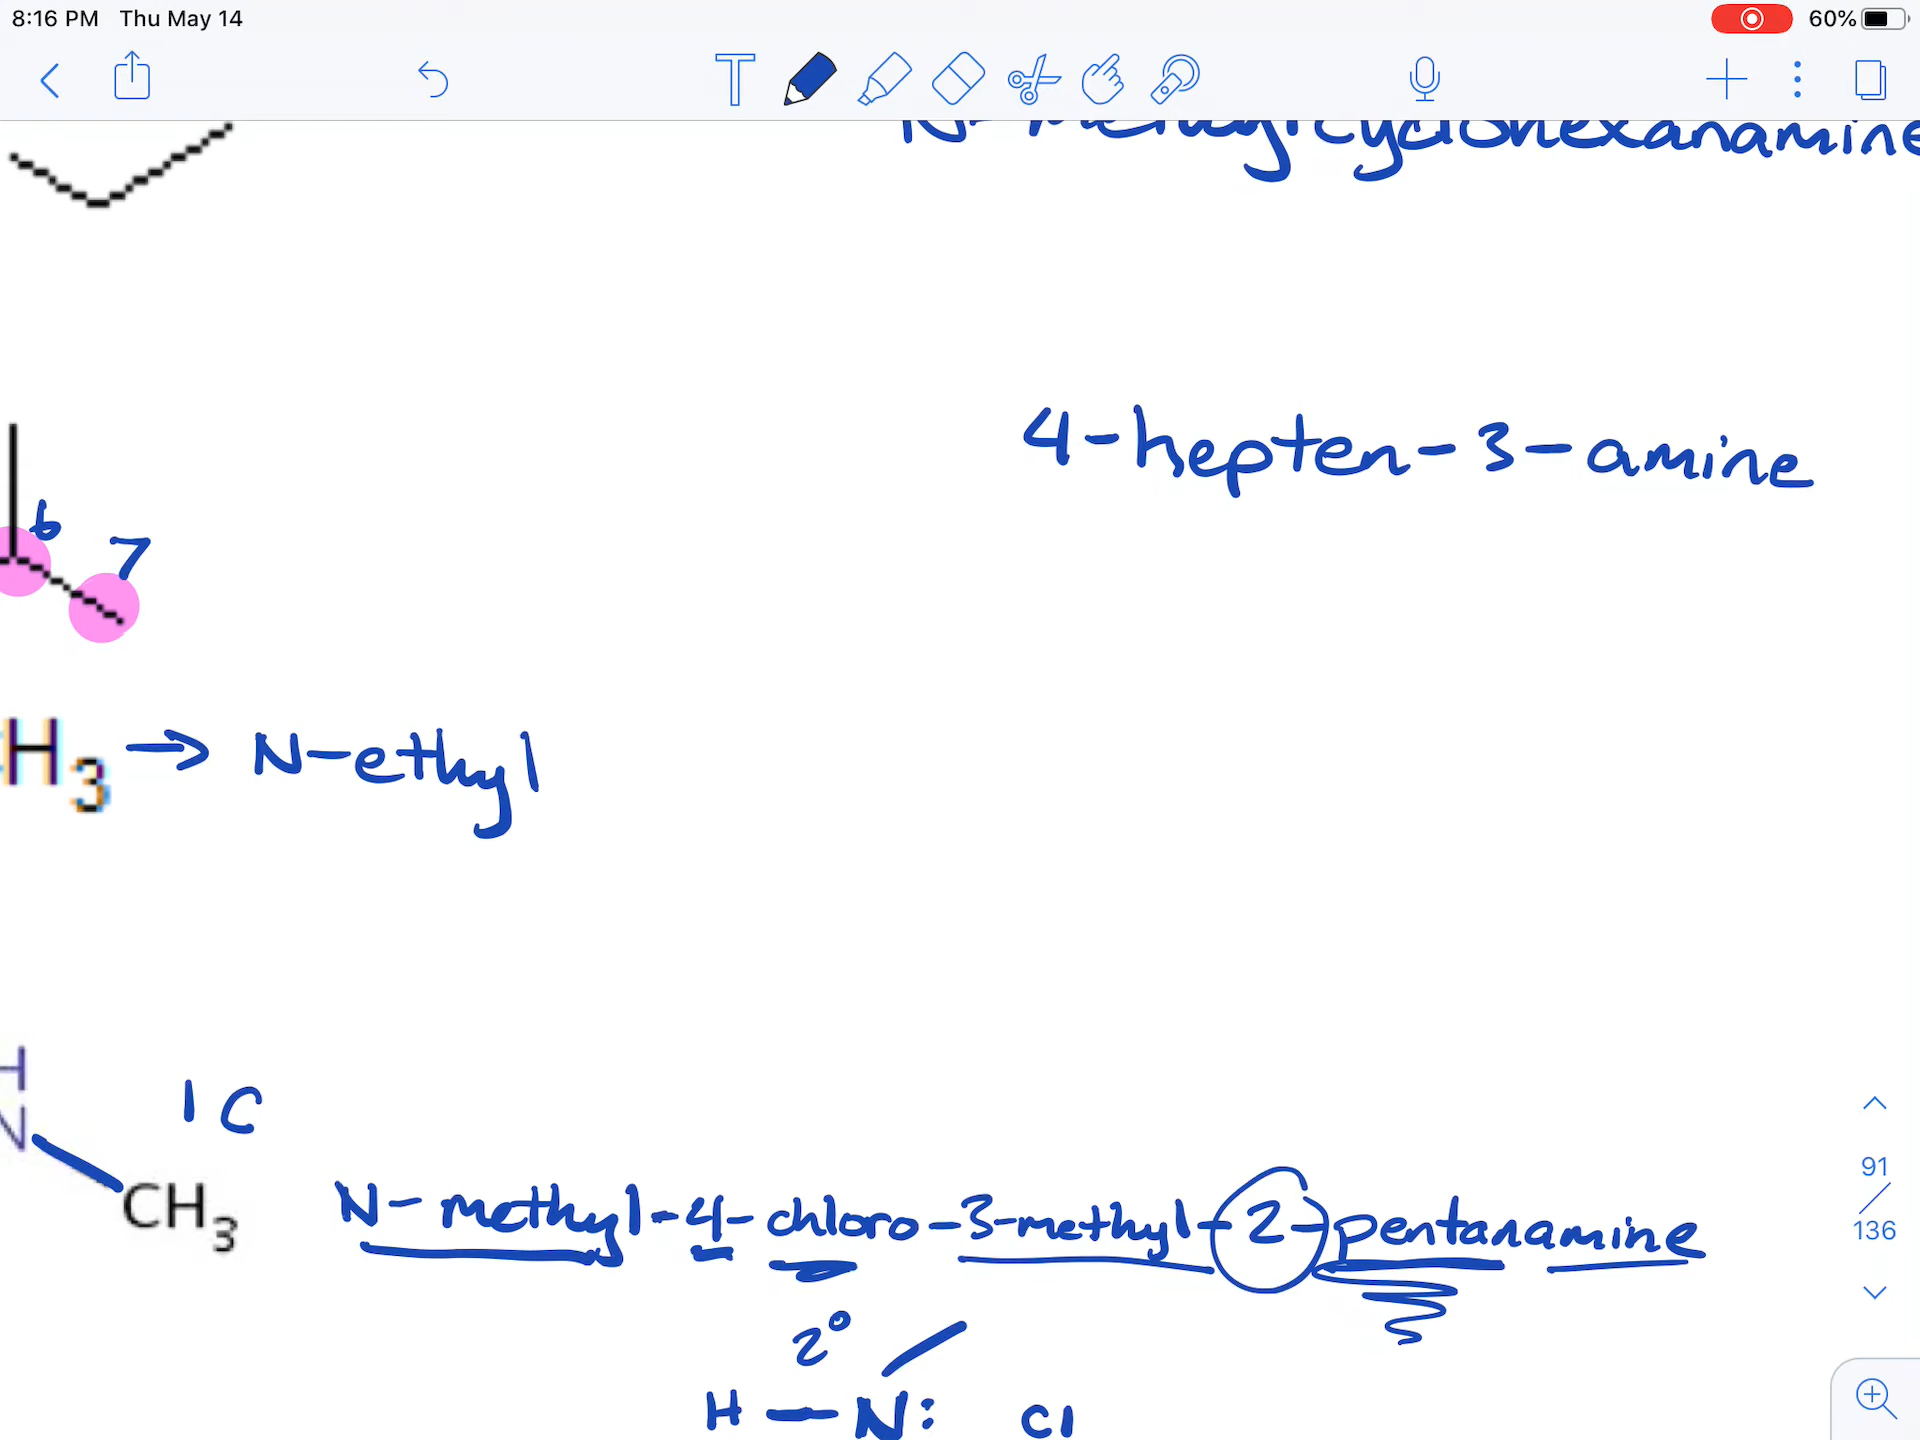 8:16 PM Thu May 14 60%
T
N-methylcyclohexanamine
4-hepten-3-amine
6
7
H3 → N-ethyl
H
N
1 C
CH3
N-methyl-4-chloro-3-methyl-2-pentanamine
2°
H—N: Cl
91
136